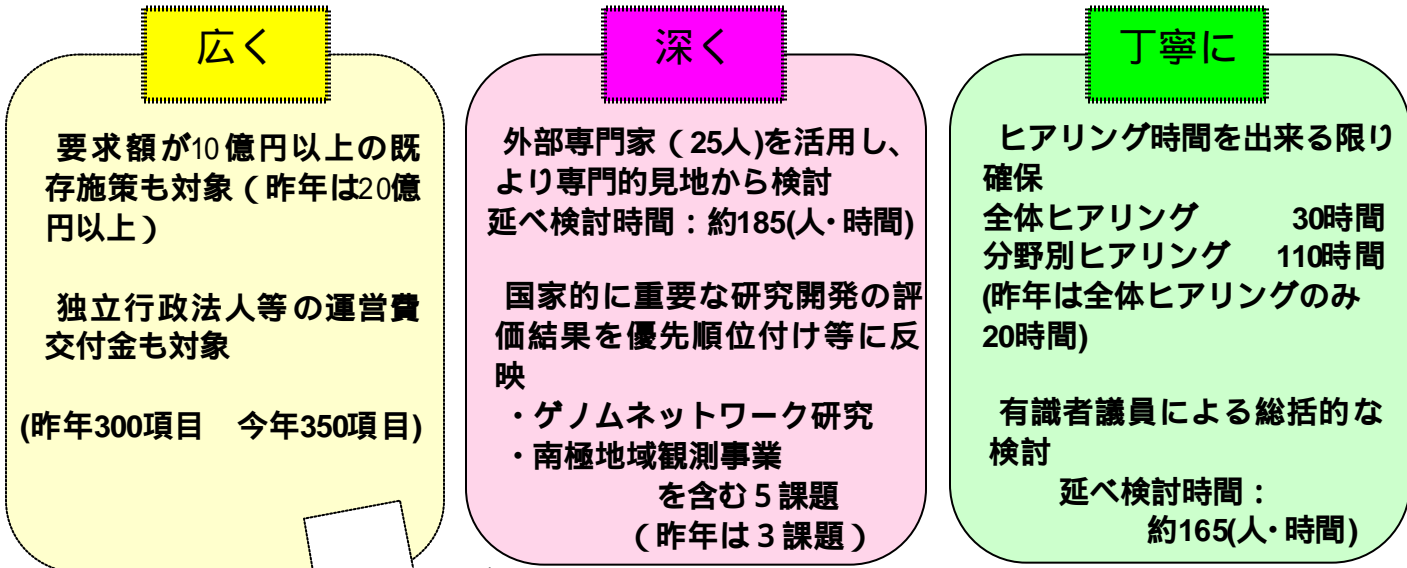 広く
要求額が10億円以上の既
存施策も対象(昨年は20億
円以上)
独立行政法人等の運営費
交付金も対象
(昨年300項目　今年350項目)
深く
外部専門家(25人)を活用し、
より専門的見地から検討
延べ検討時間:約185(人・時間)
国家的に重要な研究開発の評
価結果を優先順位付け等に反
映
・ゲノムネットワーク研究
・南極地域観測事業
を含む5課題
(昨年は3課題)
丁寧に
ヒアリング時間を出来る限り
確保
全体ヒアリング　30時間
分野別ヒアリング　110時間
(昨年は全体ヒアリングのみ
20時間)
有識者議員による総括的な
検討
延べ検討時間:
約165(人・時間)